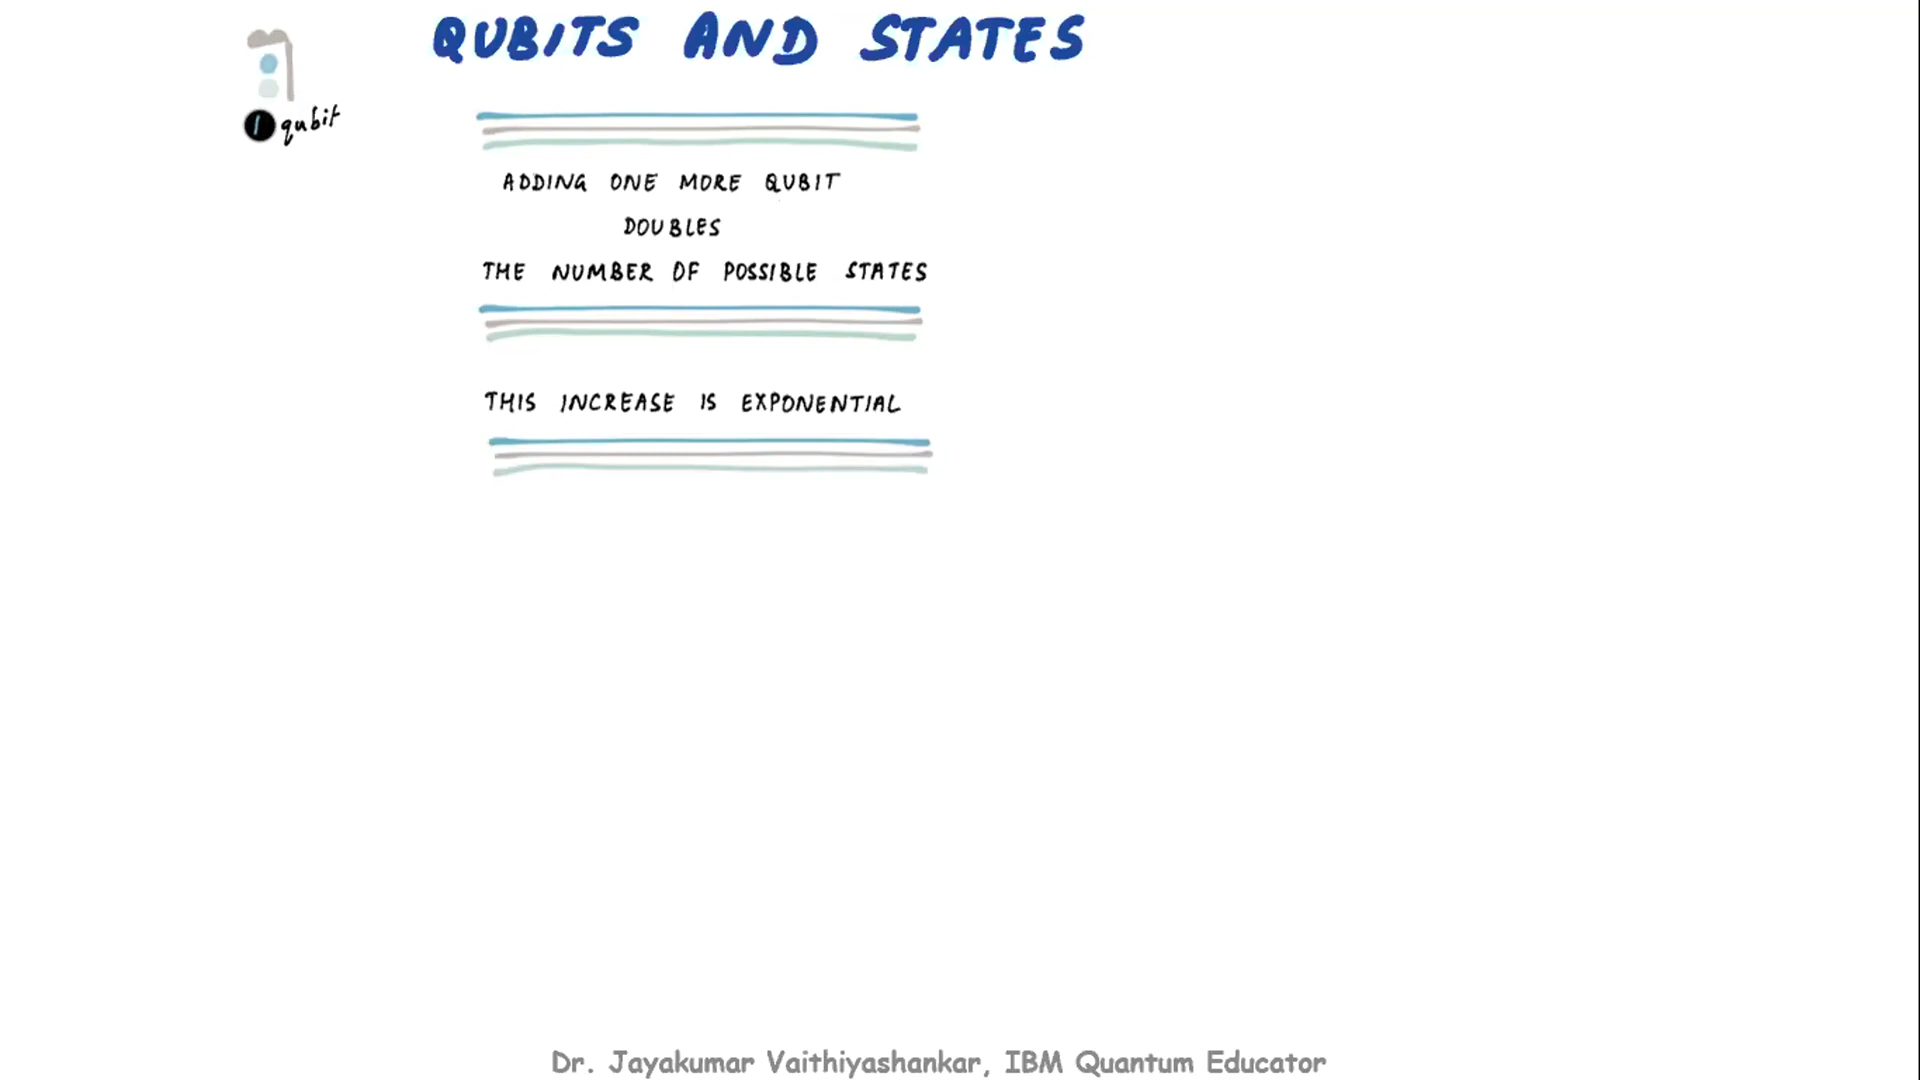 QUBITS AND STATES
1 qubit
ADDING ONE MORE QUBIT
DOUBLES
THE NUMBER OF POSSIBLE STATES
THIS INCREASE IS EXPONENTIAL
Dr. Jayakumar Vaithiyashankar, IBM Quantum Educator